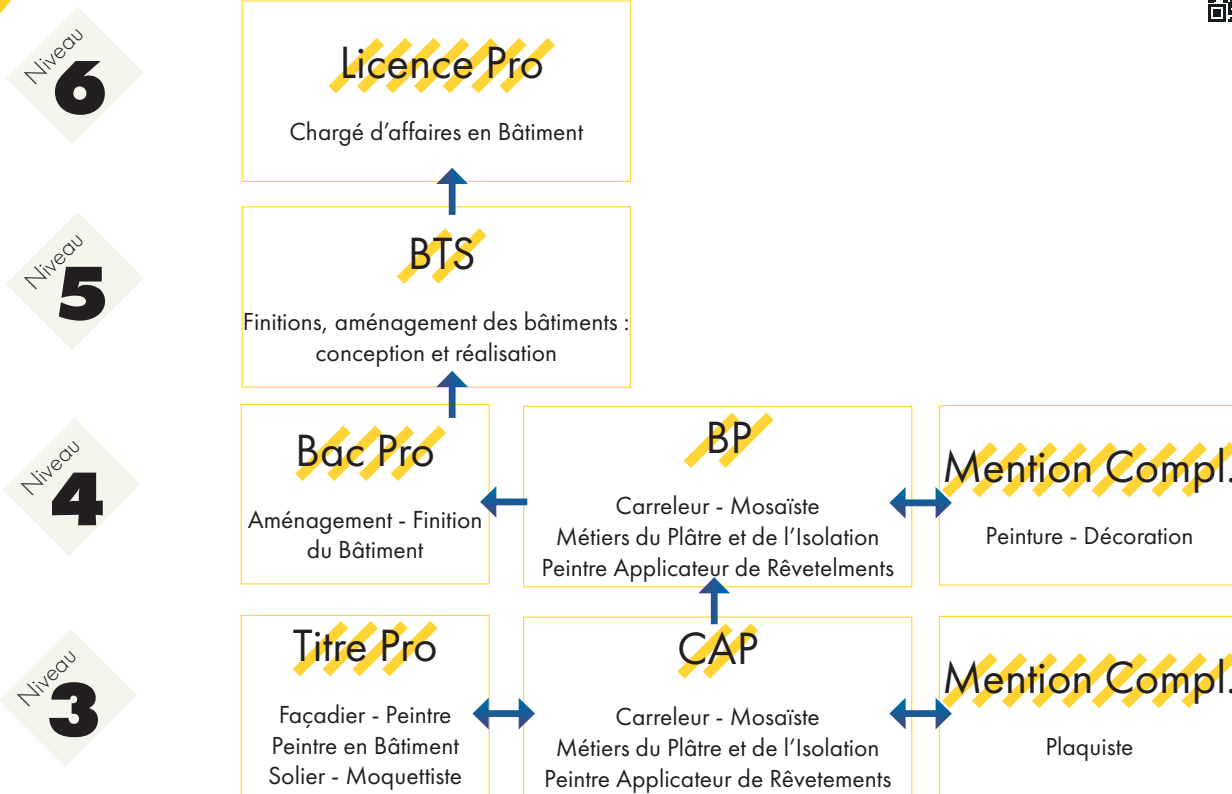 Niveau
6
Licence Pro
Chargé d'affaires en Bâtiment
Niveau
5
BTS
Finitions, aménagement des bâtiments :
conception et réalisation
Niveau
4
Bac Pro
Aménagement - Finition
du Bâtiment
BP
Carreleur - Mosaïste
Métiers du Plâtre et de l'Isolation
Peintre Applicateur de Rêvetelments
Mention Compl.
Peinture - Décoration
Niveau
3
Titre Pro
Façadier - Peintre
Peintre en Bâtiment
Solier - Moquettiste
CAP
Carreleur - Mosaïste
Métiers du Plâtre et de l'Isolation
Peintre Applicateur de Rêvetements
Mention Compl.
Plaquiste